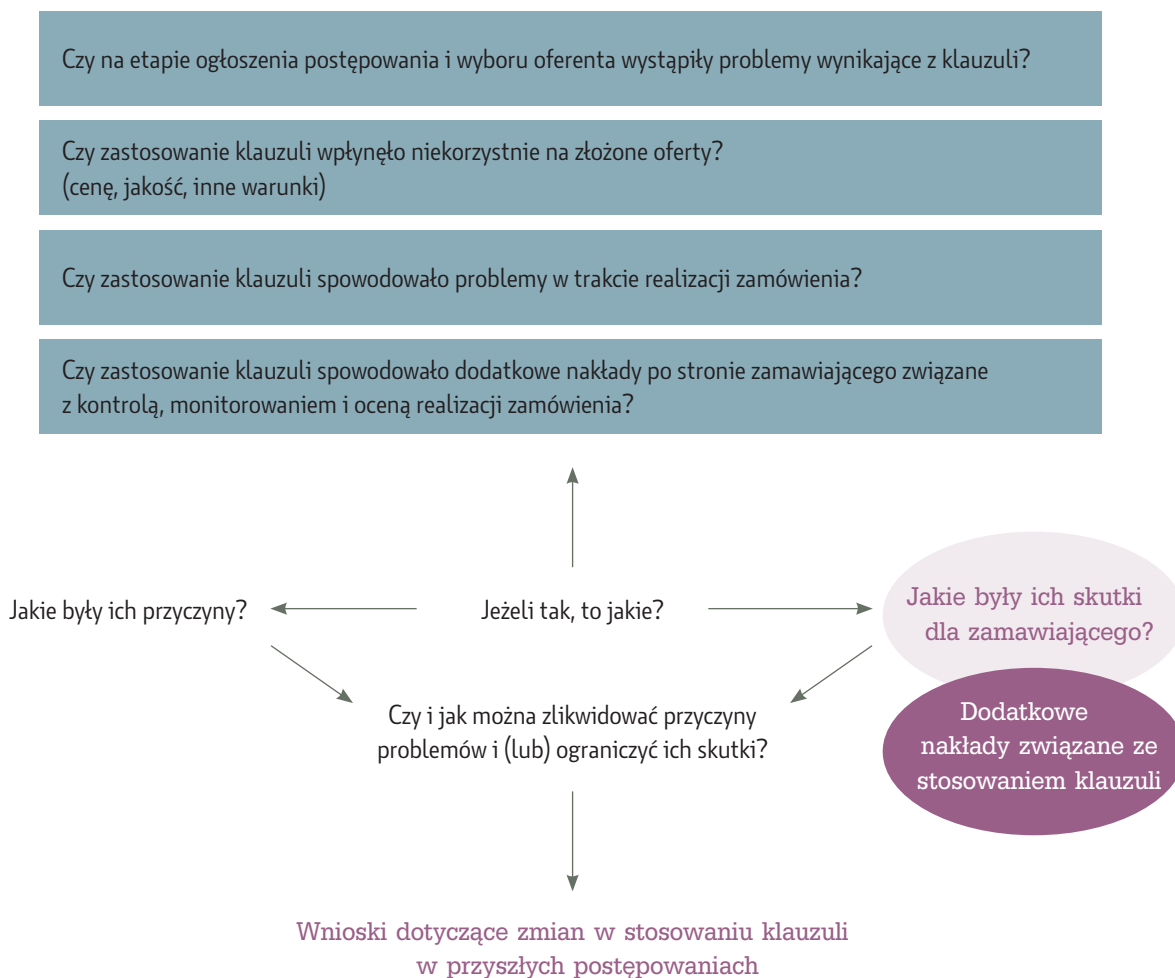 Czy na etapie ogłoszenia postępowania i wyboru oferenta wystąpiły problemy wynikające z klauzuli?
Czy zastosowanie klauzuli wpłynęło niekorzystnie na złożone oferty?
(cenę, jakość, inne warunki)
Czy zastosowanie klauzuli spowodowało problemy w trakcie realizacji zamówienia?
Czy zastosowanie klauzuli spowodowało dodatkowe nakłady po stronie zamawiającego związane
z kontrolą, monitorowaniem i oceną realizacji zamówienia?
Jakie były ich przyczyny?
Jeżeli tak, to jakie?
Jakie były ich skutki
dla zamawiającego?
Czy i jak można zlikwidować przyczyny
problemów i (lub) ograniczyć ich skutki?
Dodatkowe
nakłady związane ze
stosowaniem klauzuli
Wnioski dotyczące zmian w stosowaniu klauzuli
w przyszłych postępowaniach